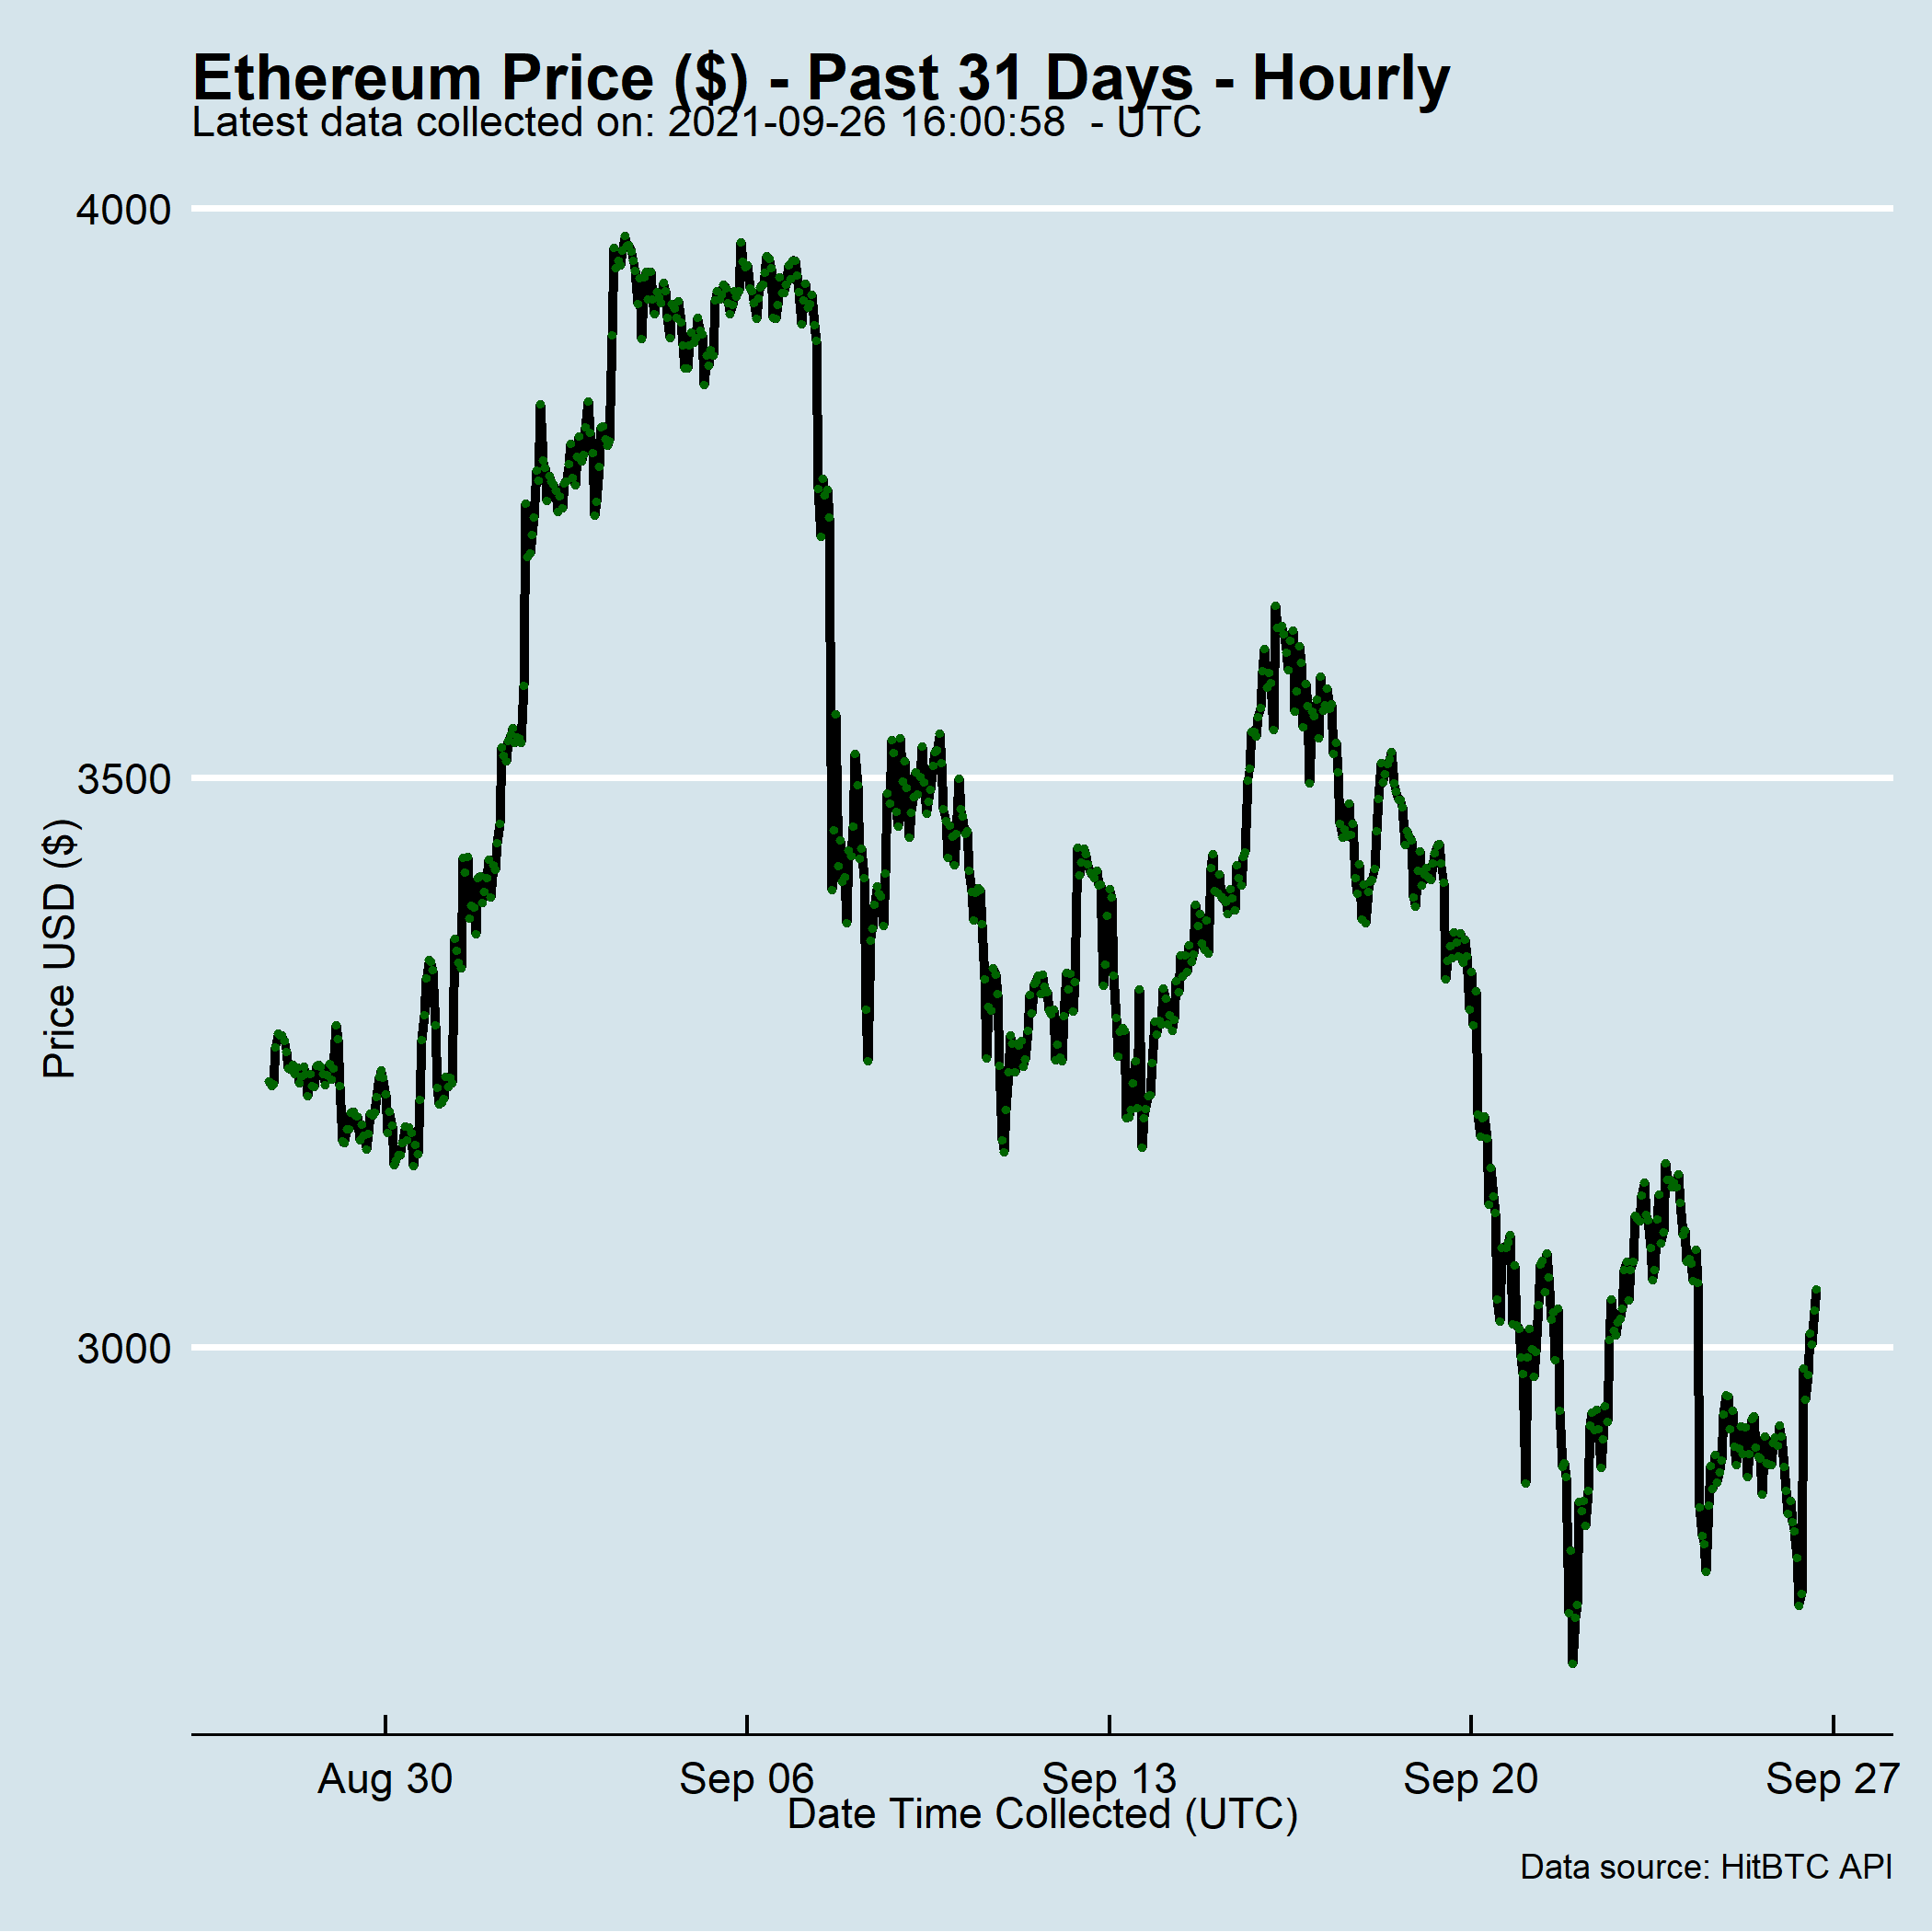 Ethereum Price ($) - Past 31 Days - Hourly
Latest data collected on: 2021-09-26 16:00:58  - UTC
4000
3500
3000
Price USD ($)
Aug 30
Sep 06
Sep 13
Sep 20
Sep 27
Date Time Collected (UTC)
Data source: HitBTC API